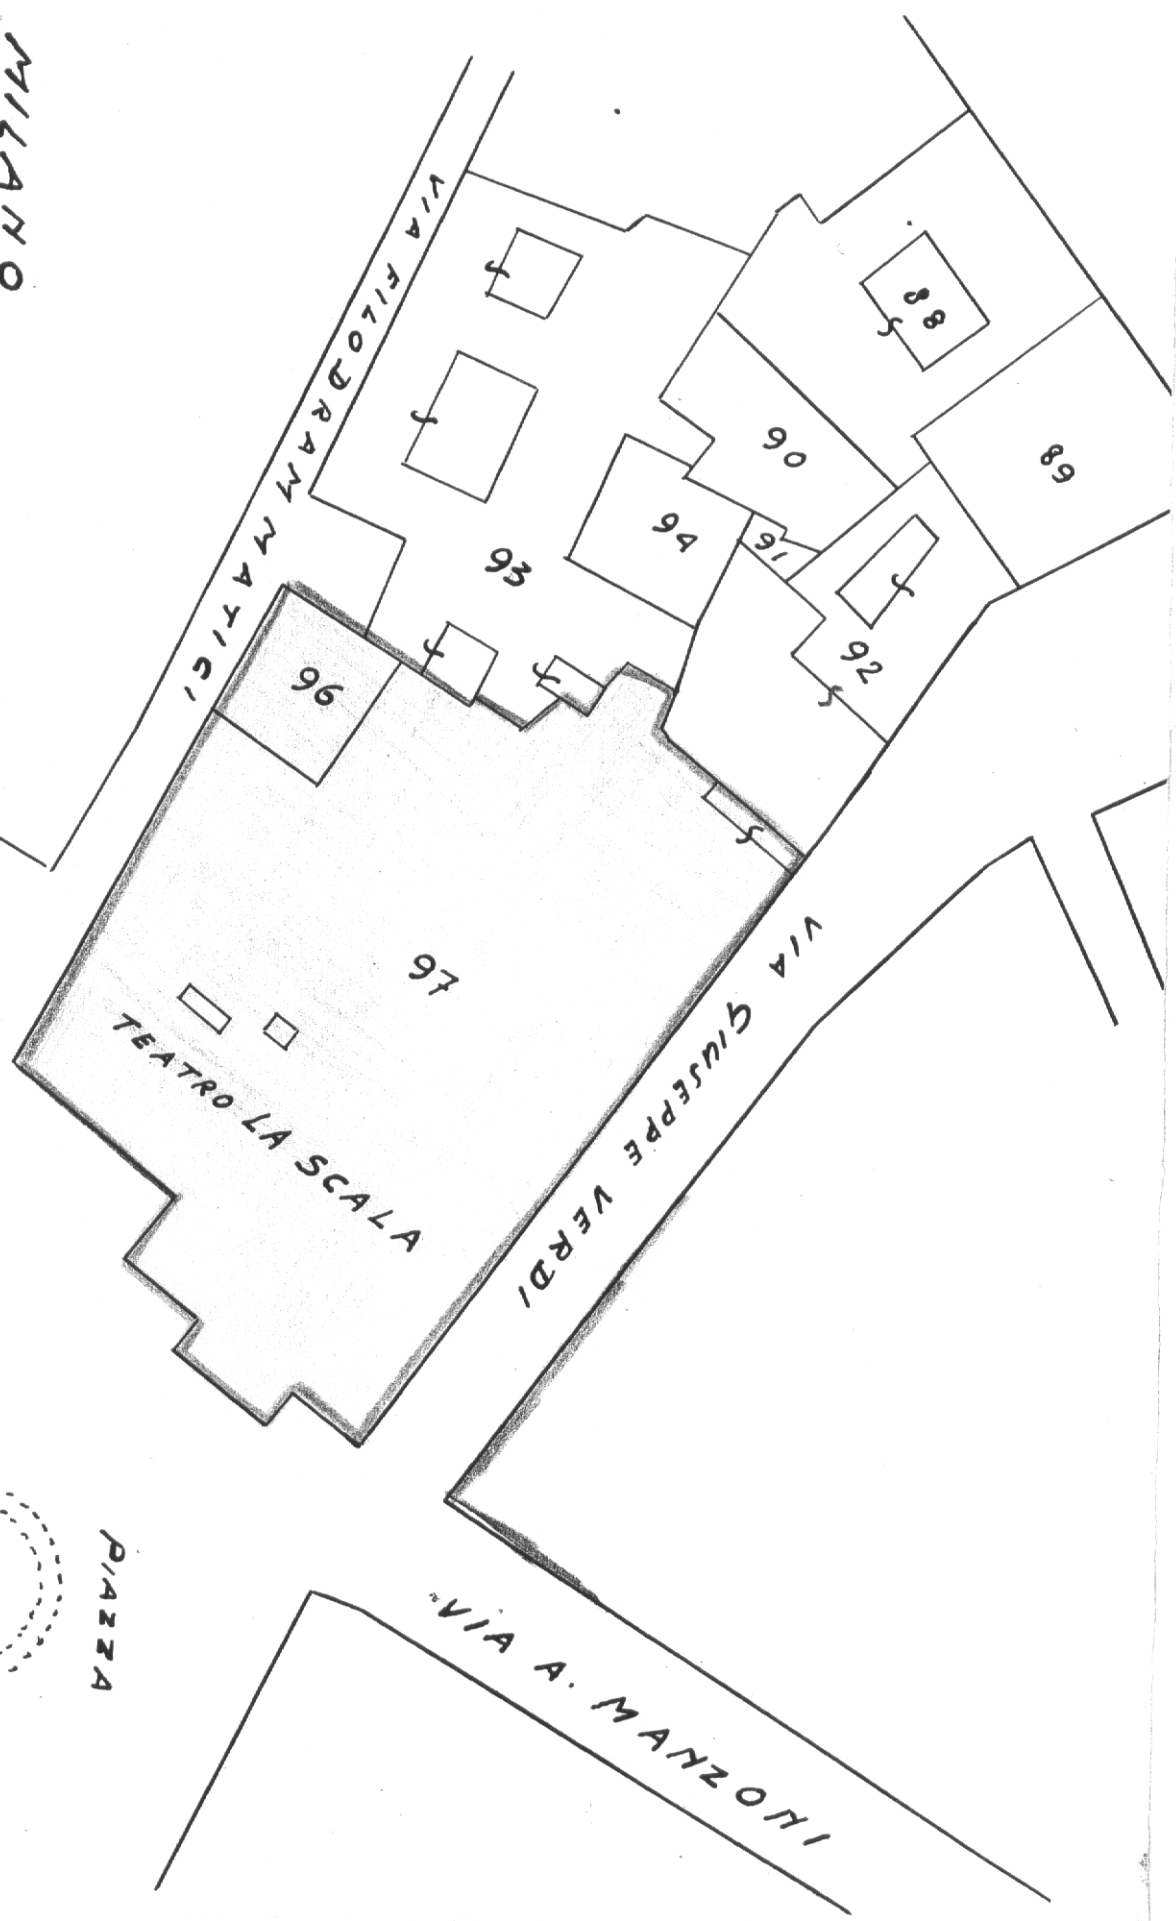 MILANO
VIA FILODRAMMATICI
88
89
90
91
92
93
94
96
97
TEATRO LA SCALA
VIA GIUSEPPE VERDI
PIAZZA
VIA A. MANZONI